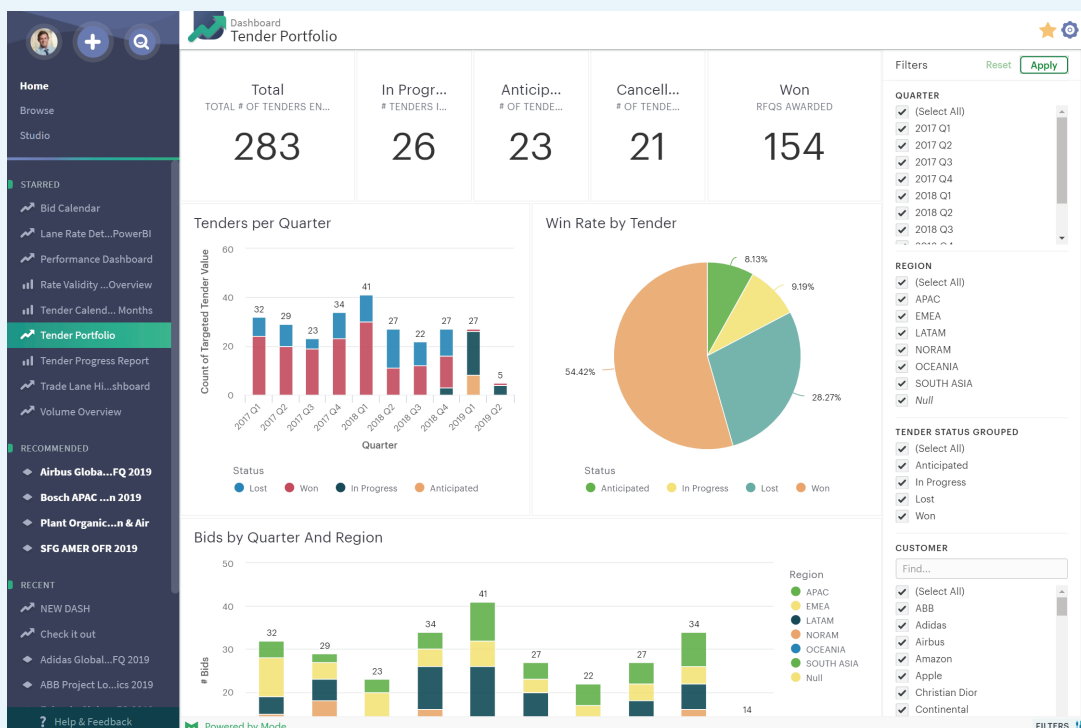 Dashboard
Tender Portfolio
Home
Browse
Studio
STARRED
Bid Calendar
Lane Rate Det...PowerBI
Performance Dashboard
Rate Validity ...Overview
Tender Calend... Months
Tender Portfolio
Tender Progress Report
Trade Lane Hi...shboard
Volume Overview
RECOMMENDED
Airbus Globa...FQ 2019
Bosch APAC ...n 2019
Plant Organic...n & Air
SFG AMER OFR 2019
RECENT
NEW DASH
Check it out
Adidas Global...FQ 2019
ABB Project Lo...ics 2019
? Help & Feedback
Total
TOTAL # OF TENDERS EN...
283
In Progr...
# TENDERS I...
26
Anticip...
# OF TENDE...
23
Cancell...
# OF TENDE...
21
Won
RFQS AWARDED
154
Tenders per Quarter
Count of Targeted Tender Value
60
40
20
0
32
29
23
34
41
27
22
27
27
5
2017 Q1
2017 Q2
2017 Q3
2017 Q4
2018 Q1
2018 Q2
2018 Q3
2018 Q4
2019 Q1
2019 Q2
Quarter
Status
Lost
Won
In Progress
Anticipated
Win Rate by Tender
8.13%
9.19%
28.27%
54.42%
Status
Anticipated
In Progress
Lost
Won
Bids by Quarter And Region
# Bids
50
40
30
20
32
29
23
34
41
27
22
27
34
14
Region
APAC
EMEA
LATAM
NORAM
OCEANIA
SOUTH ASIA
Null
Powered by Mode
Filters
Reset
Apply
QUARTER
(Select All)
2017 Q1
2017 Q2
2017 Q3
2017 Q4
2018 Q1
2018 Q2
2018 Q3
REGION
(Select All)
APAC
EMEA
LATAM
NORAM
OCEANIA
SOUTH ASIA
Null
TENDER STATUS GROUPED
(Select All)
Anticipated
In Progress
Lost
Won
CUSTOMER
Find...
(Select All)
ABB
Adidas
Airbus
Amazon
Apple
Christian Dior
Continental
FILTERS